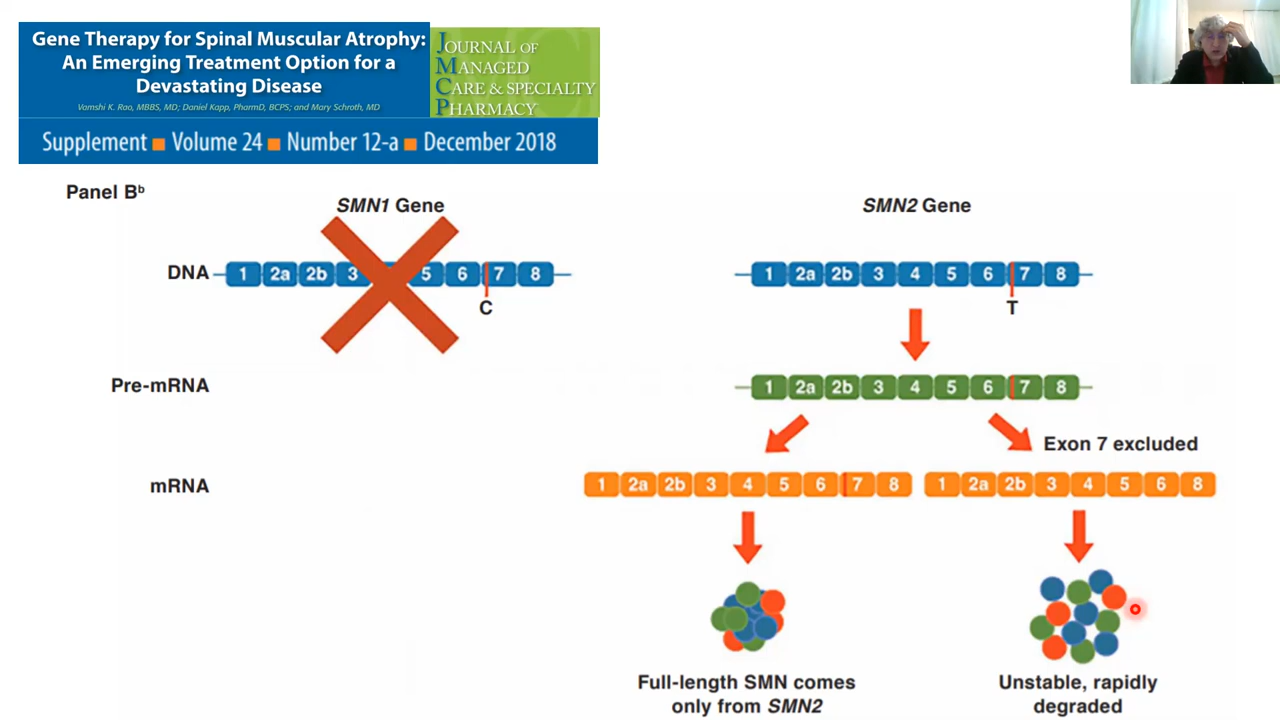 Gene Therapy for Spinal Muscular Atrophy:
An Emerging Treatment Option for a
Devastating Disease
Vamshi K. Rao, MBBS, MD; Daniel Kapp, PharmD, BCPS; and Mary Schroth, MD
JOURNAL OF
MANAGED
CARE & SPECIALTY
PHARMACY
Supplement ■ Volume 24 ■ Number 12-a ■ December 2018
Panel Bᵇ
SMN1 Gene
SMN2 Gene
DNA
1 2a 2b 3 5 6 7 8
1 2a 2b 3 4 5 6 7 8
C
T
Pre-mRNA
1 2a 2b 3 4 5 6 7 8
Exon 7 excluded
mRNA
1 2a 2b 3 4 5 6 7 8
1 2a 2b 3 4 5 6 8
Full-length SMN comes
only from SMN2
Unstable, rapidly
degraded